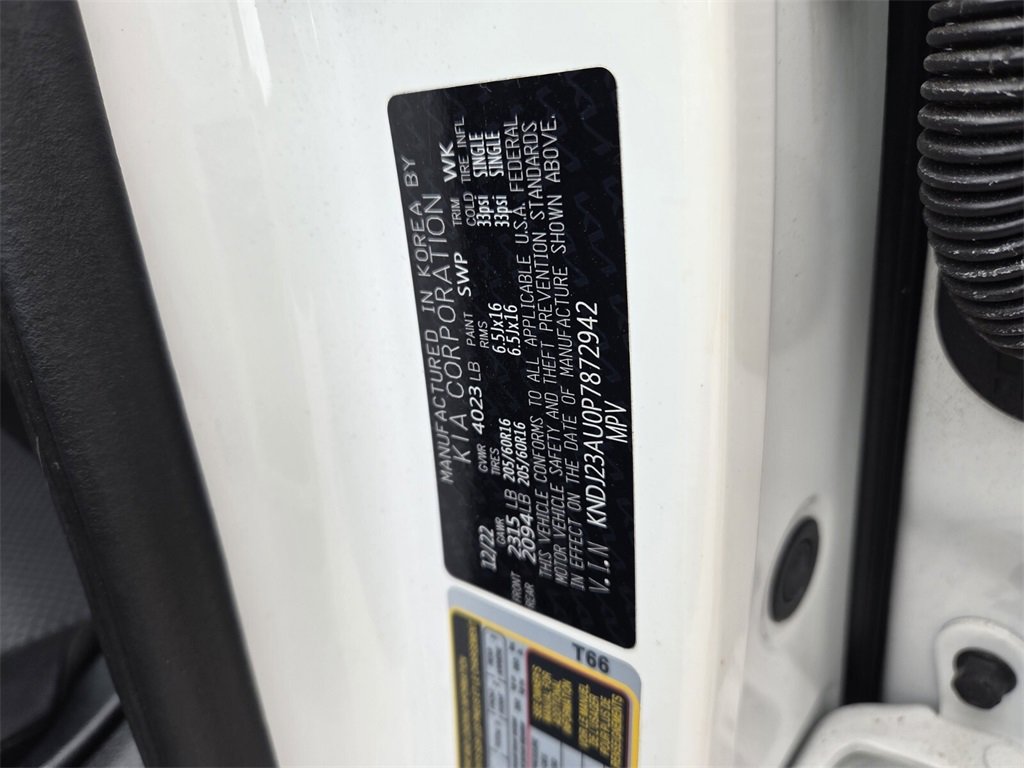 MANUFACTURED IN KOREA BY
KIA CORPORATION
12/22 GVWR 4023 LB PAINT SWP TRIM WK
GAWR TIRES RIMS COLD TIRE INFL
FRONT 2315 LB 205/60R16 6.5Jx16 33psi SINGLE
REAR 2094 LB 205/60R16 6.5Jx16 33psi SINGLE
THIS VEHICLE CONFORMS TO ALL APPLICABLE U.S.A. FEDERAL
MOTOR VEHICLE SAFETY AND THEFT PREVENTION STANDARDS
IN EFFECT ON THE DATE OF MANUFACTURE SHOWN ABOVE.
V.I.N KNDJ23AU0P7872942
MPV
T66